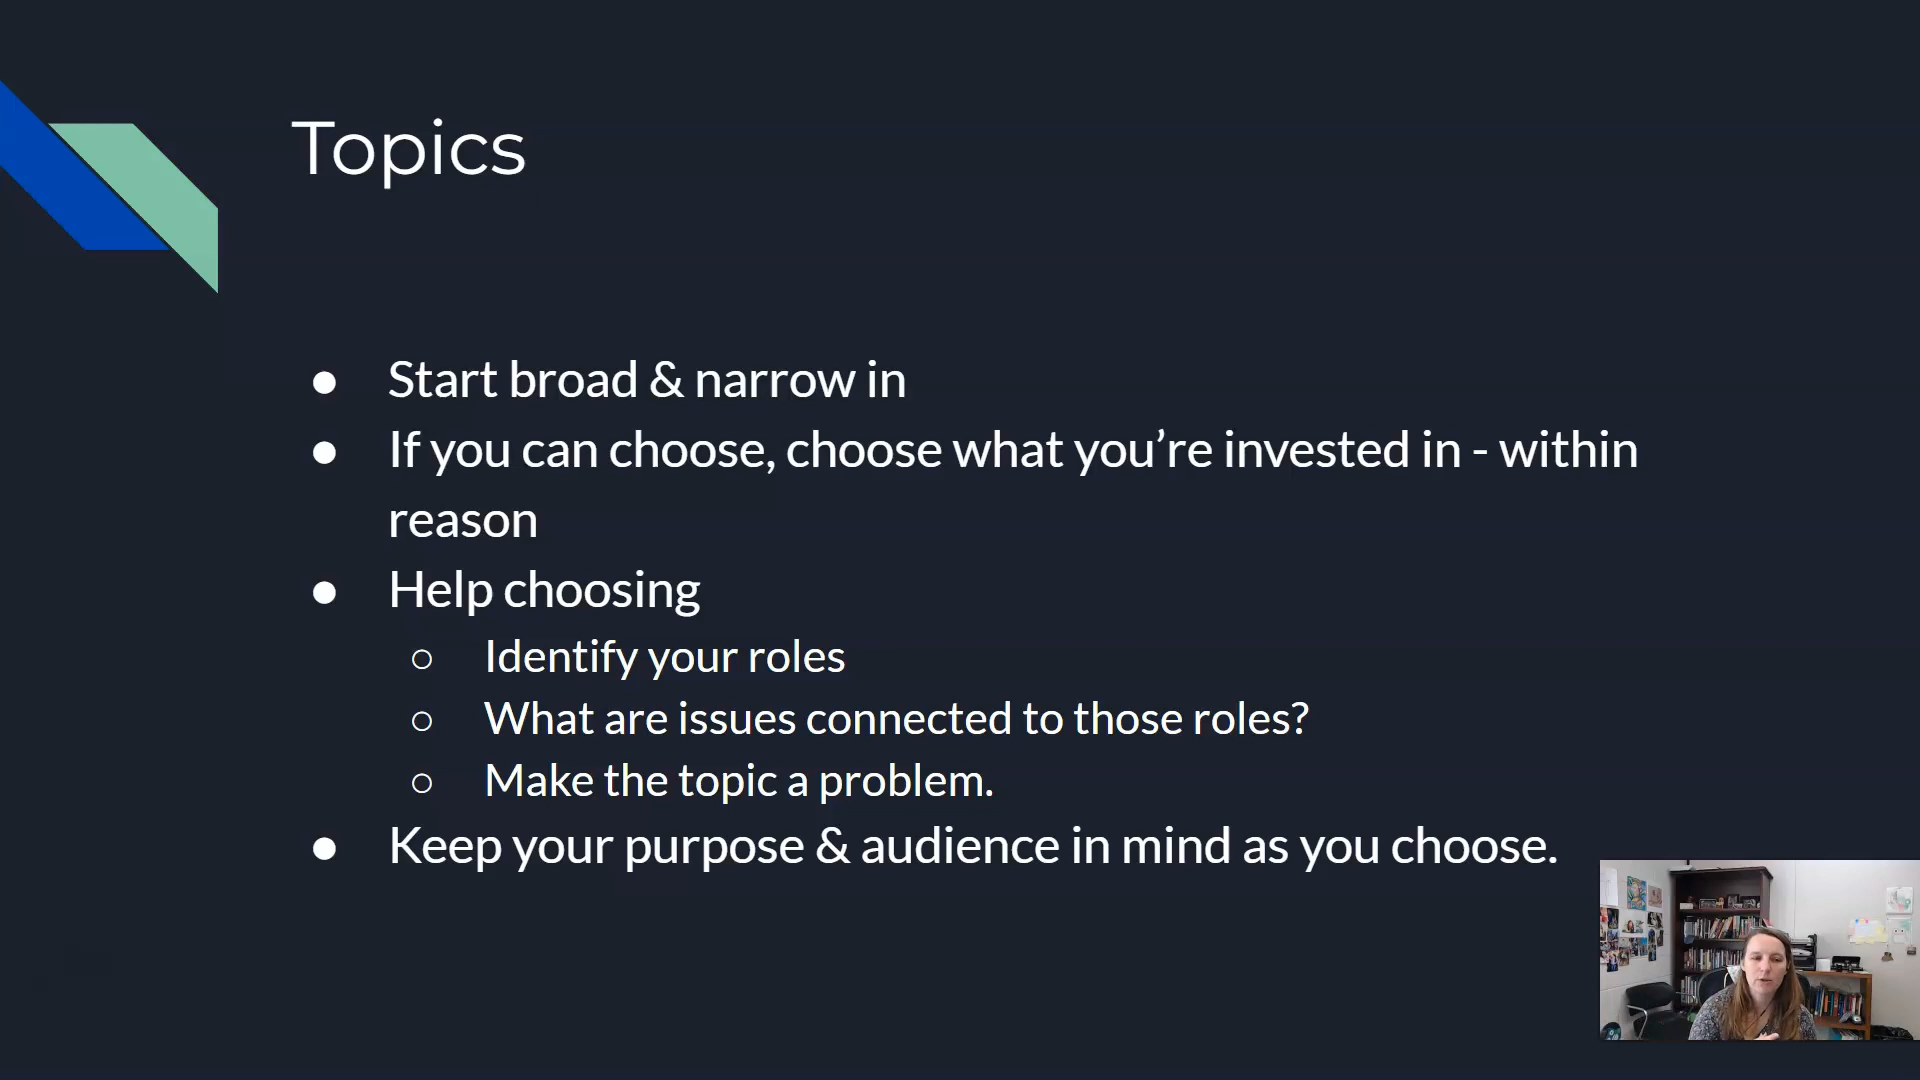 Topics
● Start broad & narrow in
● If you can choose, choose what you’re invested in - within
reason
● Help choosing
○ Identify your roles
○ What are issues connected to those roles?
○ Make the topic a problem.
● Keep your purpose & audience in mind as you choose.